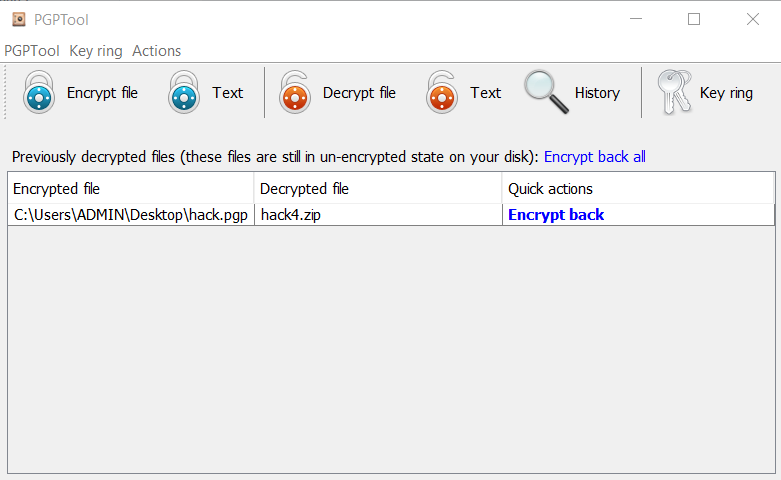 PGPTool
PGPTool Key ring Actions
Encrypt file Text Decrypt file Text History Key ring
Previously decrypted files (these files are still in un-encrypted state on your disk): Encrypt back all
Encrypted file Decrypted file Quick actions
C:\Users\ADMIN\Desktop\hack.pgp hack4.zip Encrypt back